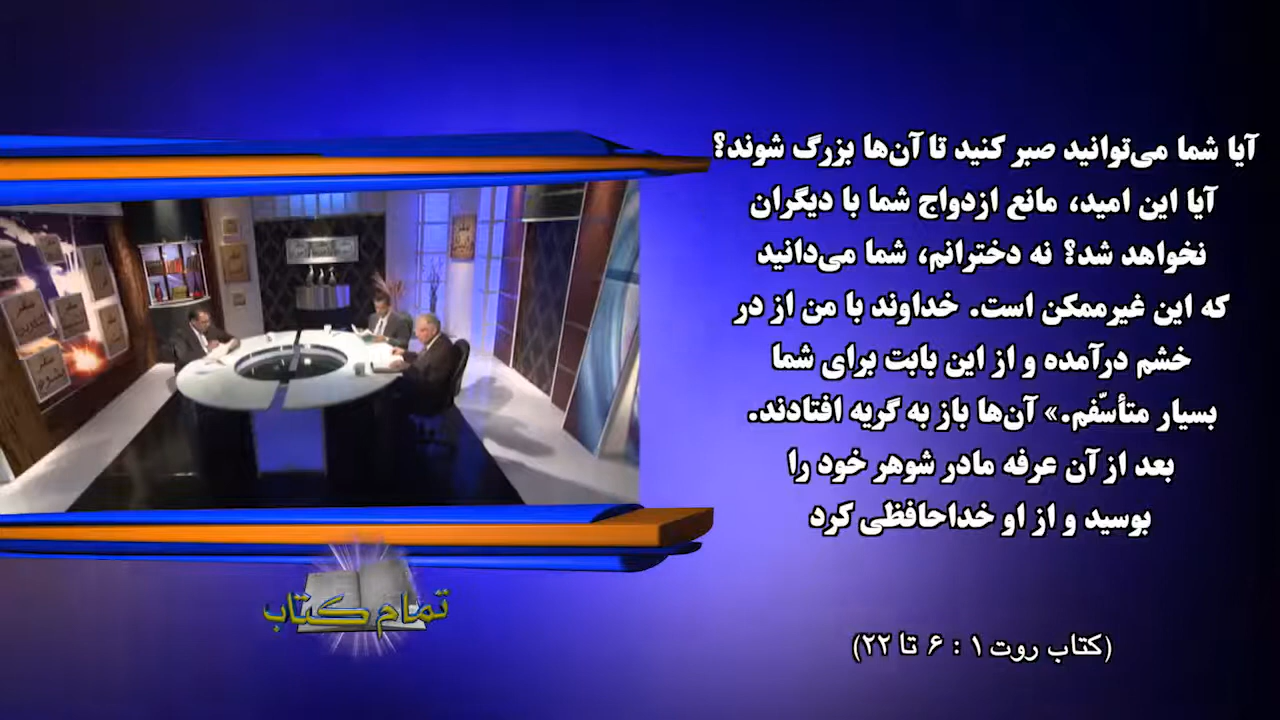 آیا شما می‌توانید صبر کنید تا آن‌ها بزرگ شوند؟
آیا این امید، مانع ازدواج شما با دیگران
نخواهد شد؟ نه دخترانم، شما می‌دانید
که این غیرممکن است. خداوند با من از در
خشم درآمده و از این بابت برای شما
بسیار متأسّفم.» آن‌ها باز به گریه افتادند.
بعد از آن عرفه مادر شوهر خود را
بوسید و از او خداحافظی کرد
(کتاب روت ۱ : ۶ تا ۲۲)
تمام کتاب